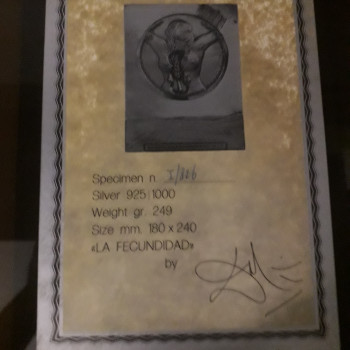 Specimen n I/
Silver 925|1000
Weight gr. 249
Size mm. 180 x 240
«LA FECUNDIDAD»
by